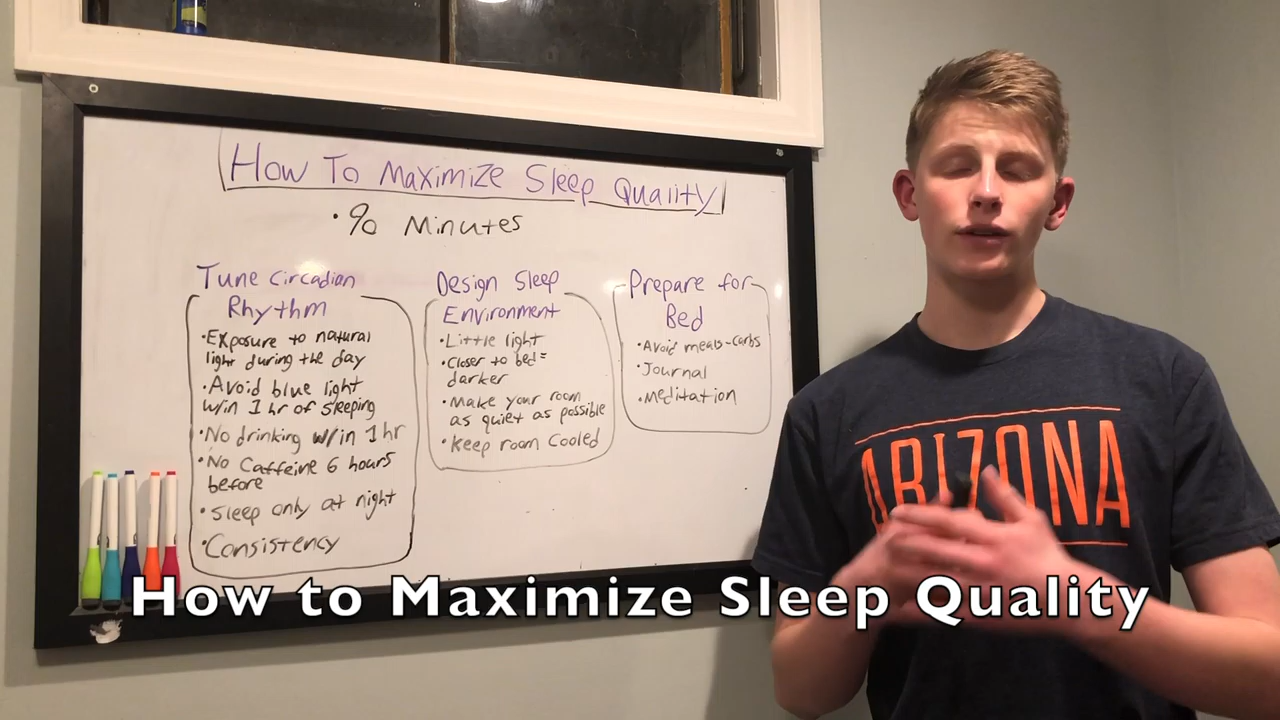 How To Maximize Sleep Quality
·90 Minutes
Tune Circadian
Rhythm
·Exposure to natural
light during the day
·Avoid blue light
w/in 1 hr of sleeping
·No drinking w/in 1 hr
·No Caffeine 6 hours
before
·Sleep only at night
·Consistency
Design Sleep
Environment
·Little light
·Closer to bed =
darker
·Make your room
as quiet as possible
·Keep room Cooled
Prepare for
Bed
·Avoid meals-carbs
·Journal
·Meditation
ARIZONA
How to Maximize Sleep Quality